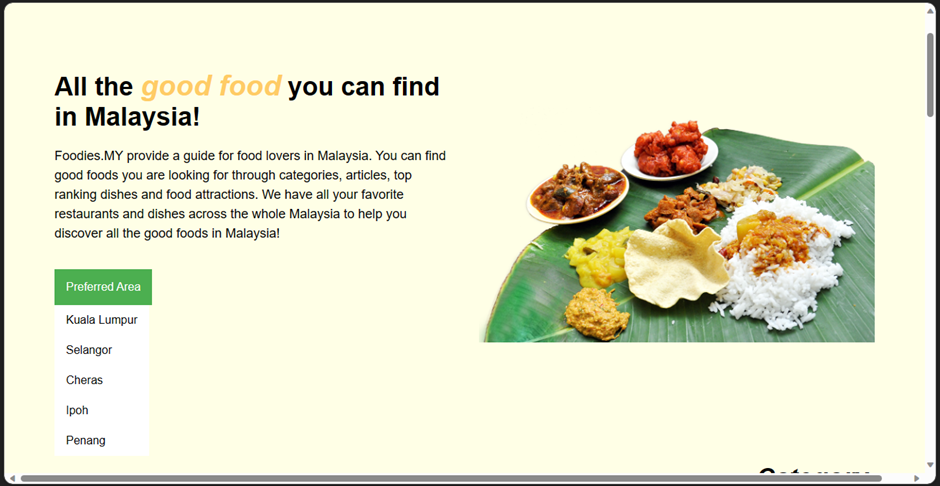 All the good food you can find
in Malaysia!
Foodies.MY provide a guide for food lovers in Malaysia. You can find
good foods you are looking for through categories, articles, top
ranking dishes and food attractions. We have all your favorite
restaurants and dishes across the whole Malaysia to help you
discover all the good foods in Malaysia!
Preferred Area
Kuala Lumpur
Selangor
Cheras
Ipoh
Penang